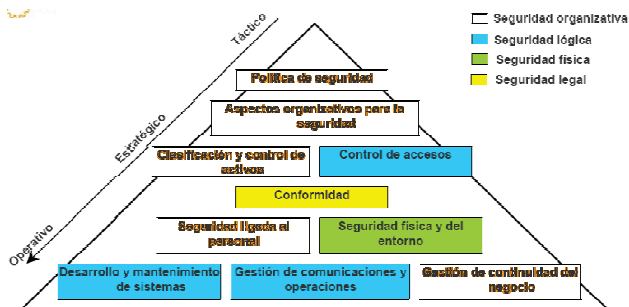 Táctico
Estratégico
Operativo
Seguridad organizativa
Seguridad lógica
Seguridad física
Seguridad legal
Política de seguridad
Aspectos organizativos para la
seguridad
Clasificación y control de
activos
Control de accesos
Conformidad
Seguridad ligada al
personal
Seguridad física y del
entorno
Desarrollo y mantenimiento
de sistemas
Gestión de comunicaciones y
operaciones
Gestión de continuidad del
negocio